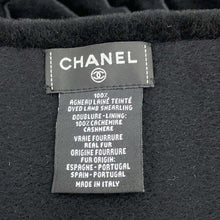 CHANEL
100%
AGNEAU LAINÉ TEINTÉ
DYED LAMB SHEARLING
DOUBLURE-LINING:
100% CACHEMIRE
CASHMERE
VRAIE FOURRURE
REAL FUR
ORIGINE FOURRURE
FUR ORIGIN:
ESPAGNE-PORTUGAL
SPAIN-PORTUGAL
MADE IN ITALY